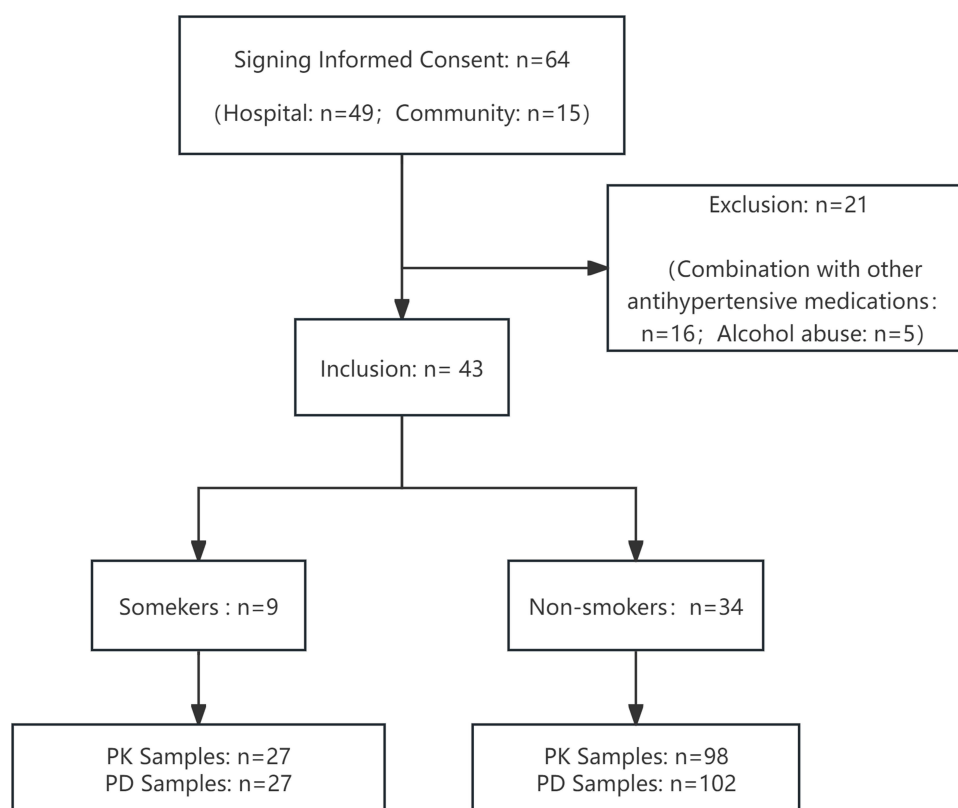 Signing Informed Consent: n=64
（Hospital: n=49；Community: n=15）
Exclusion: n=21
（Combination with other
antihypertensive medications：
n=16；Alcohol abuse: n=5）
Inclusion: n= 43
Somekers : n=9
Non-smokers：n=34
PK Samples: n=27
PD Samples: n=27
PK Samples: n=98
PD Samples: n=102